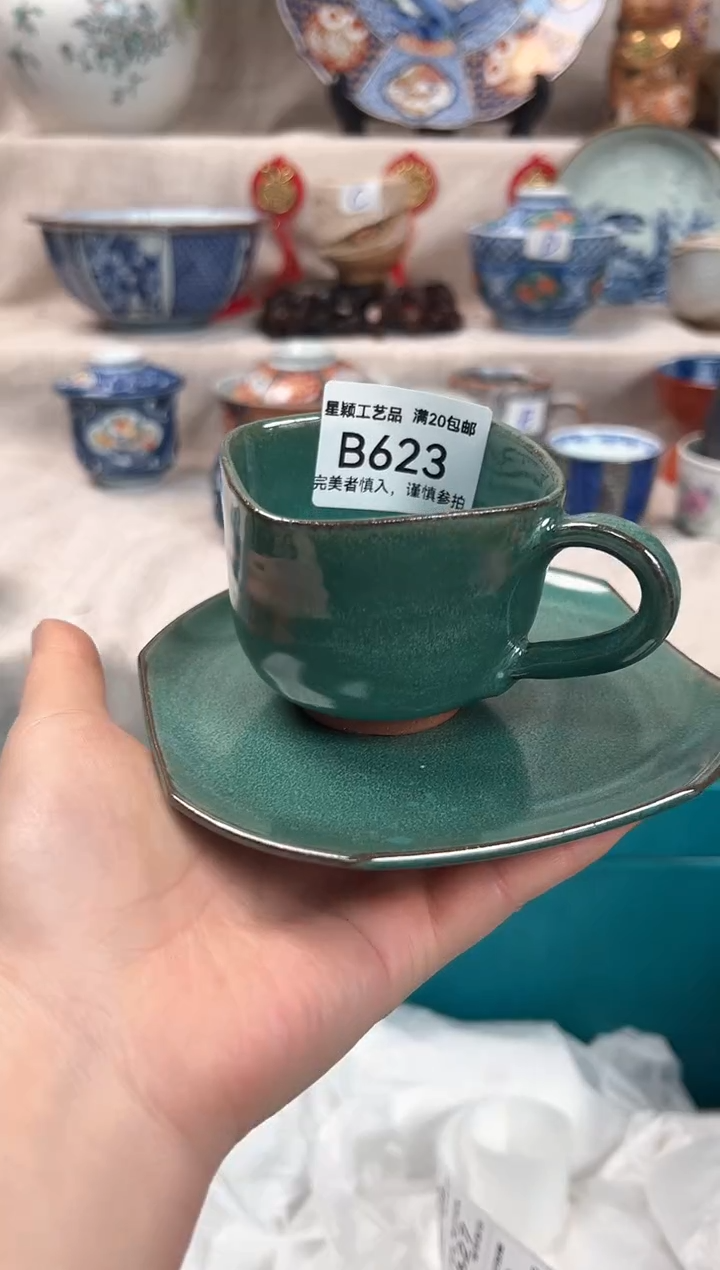 星颖工艺品 满20包邮
B623
完美者慎入，谨慎参拍
C